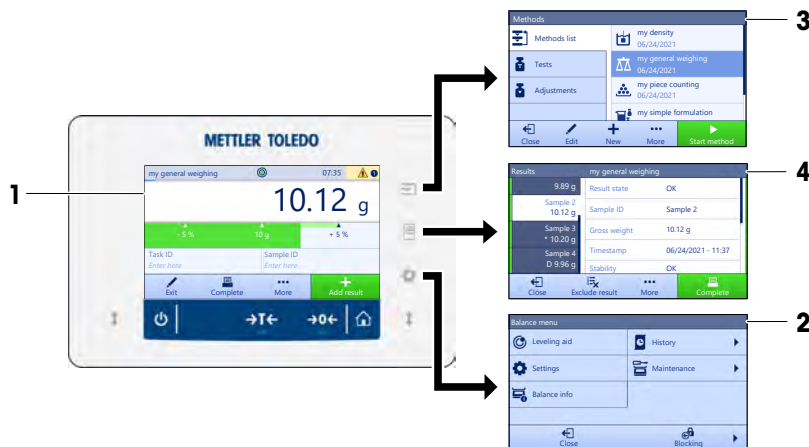 1
METTLER TOLEDO
my general weighing
07:35
10.12 g
- 5 %
10 g
+ 5 %
Task ID
Enter here
Sample ID
Enter here
Exit
Complete
More
Add result
→T←
→0←
3
Methods
Methods list
Tests
Adjustments
my density
06/24/2021
my general weighing
06/24/2021
my piece counting
06/24/2021
my simple formulation
Close
Edit
New
More
Start method
4
Results
my general weighing
9.89 g
Sample 2
10.12 g
Sample 3
* 10.20 g
Sample 4
D 9.96 g
Result state
OK
Sample ID
Sample 2
Gross weight
10.12 g
Timestamp
06/24/2021 - 11:37
Stability
OK
Close
Exclude result
More
Complete
2
Balance menu
Leveling aid
History
Settings
Maintenance
Balance info
Close
Blocking